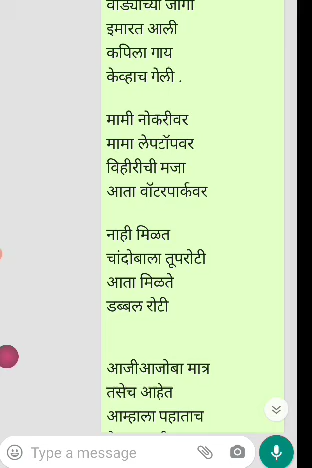 वाड्याच्या जागी
इमारत आली
कपिला गाय
केव्हाच गेली .
मामी नोकरीवर
मामा लेपटॉपवर
विहीरीची मजा
आता वॉटरपार्कवर
नाही मिळत
चांदोबाला तूपरोटी
आता मिळते
डब्बल रोटी
आजीआजोबा मात्र
तसेच आहेत
आम्हाला पहाताच
Type a message